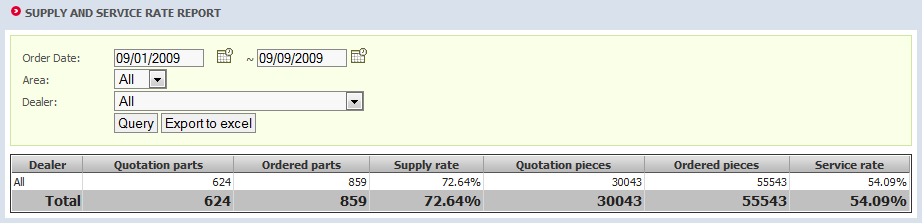 SUPPLY AND SERVICE RATE REPORT
Order Date: 09/01/2009 ~ 09/09/2009
Area: All
Dealer: All
Query Export to excel
Dealer Quotation parts Ordered parts Supply rate Quotation pieces Ordered pieces Service rate
All 624 859 72.64% 30043 55543 54.09%
Total 624 859 72.64% 30043 55543 54.09%